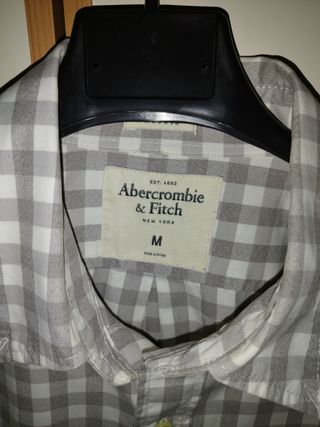 EST. 1892
Abercrombie
& Fitch
NEW YORK
M
MADE IN CHINA